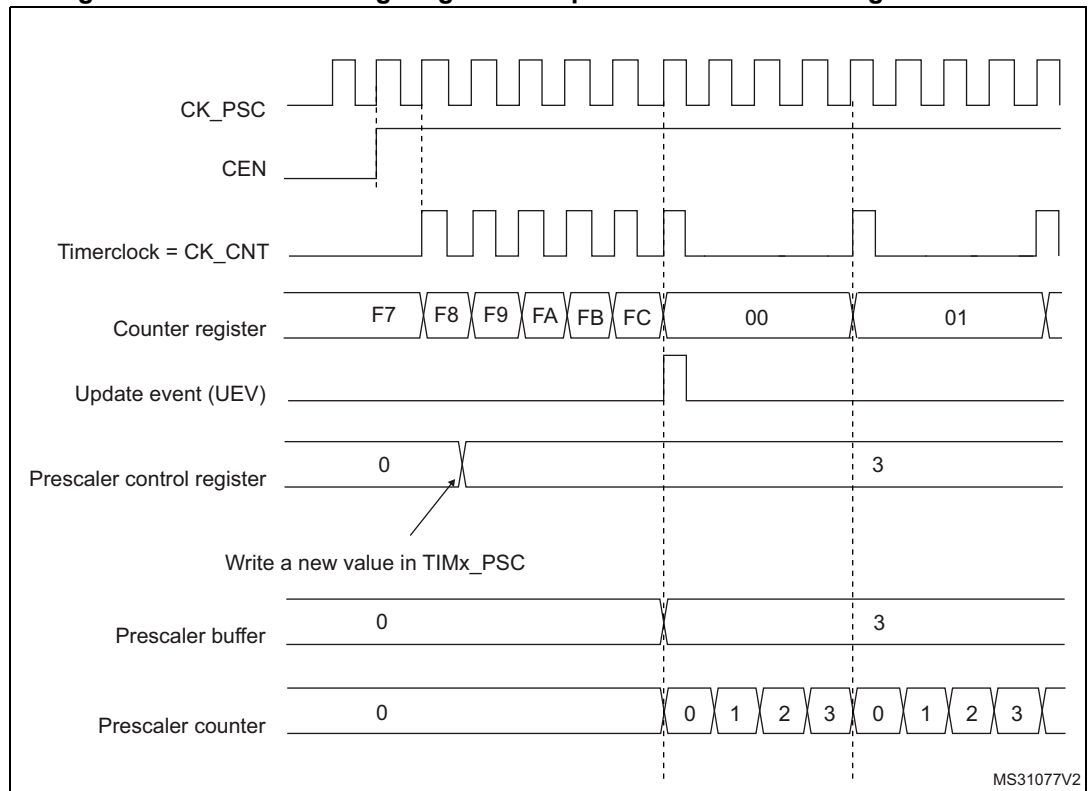 CK_PSC
CEN
Timerclock = CK_CNT
Counter register
F7 F8 F9 FA FB FC 00 01
Update event (UEV)
Prescaler control register
0 3
Write a new value in TIMx_PSC
Prescaler buffer
0 3
Prescaler counter
0 0 1 2 3 0 1 2 3
MS31077V2